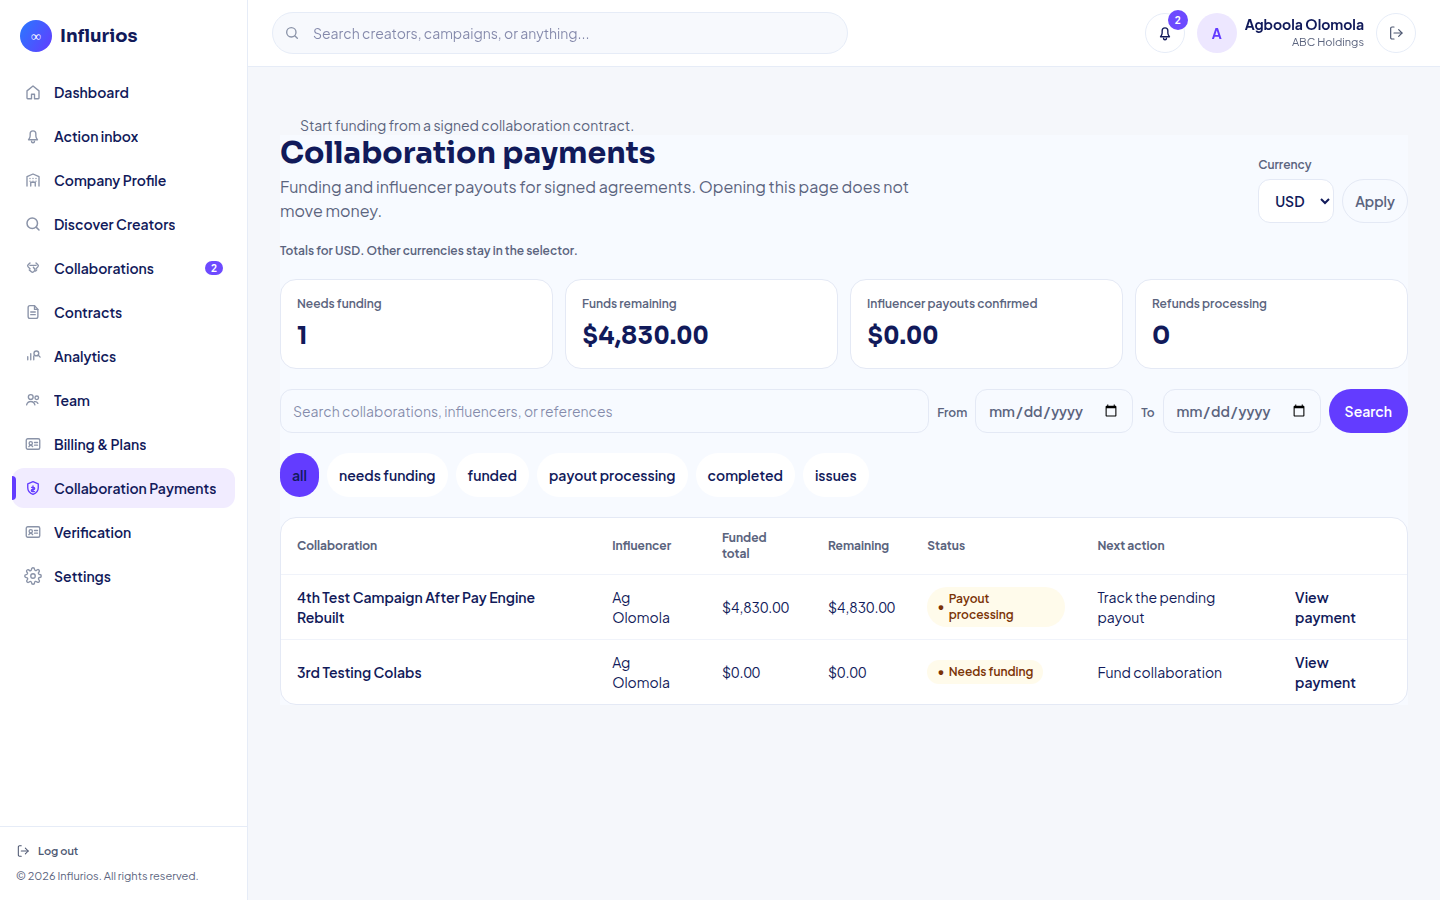 Influrios
Search creators, campaigns, or anything...
2
A
Agboola Olomola
ABC Holdings
Dashboard
Action inbox
Company Profile
Discover Creators
Collaborations
2
Contracts
Analytics
Team
Billing & Plans
Collaboration Payments
Verification
Settings
Log out
© 2026 Influrios. All rights reserved.
Start funding from a signed collaboration contract.
Collaboration payments
Funding and influencer payouts for signed agreements. Opening this page does not
move money.
Currency
USD
Apply
Totals for USD. Other currencies stay in the selector.
Needs funding
1
Funds remaining
$4,830.00
Influencer payouts confirmed
$0.00
Refunds processing
0
Search collaborations, influencers, or references
From
mm/dd/yyyy
To
mm/dd/yyyy
Search
all
needs funding
funded
payout processing
completed
issues
Collaboration
Influencer
Funded
total
Remaining
Status
Next action
4th Test Campaign After Pay Engine
Rebuilt
Ag
Olomola
$4,830.00
$4,830.00
Payout
processing
Track the pending
payout
View
payment
3rd Testing Colabs
Ag
Olomola
$0.00
$0.00
Needs funding
Fund collaboration
View
payment